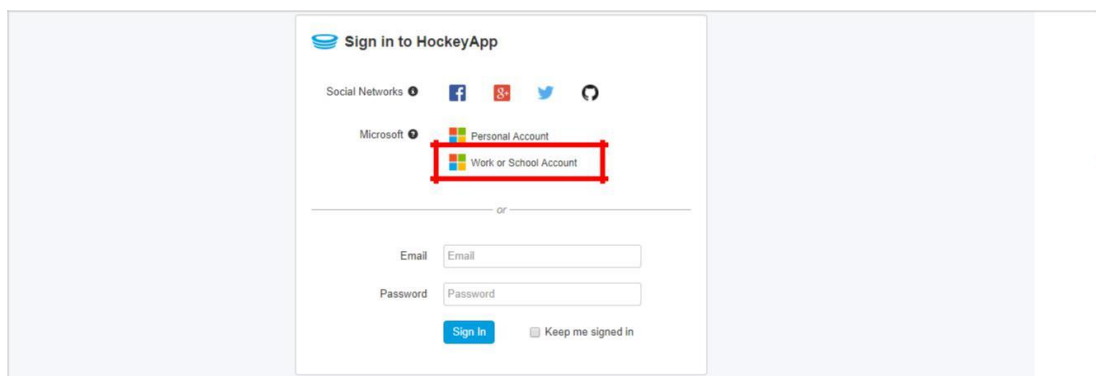 Sign in to HockeyApp
Social Networks
Microsoft Personal Account
Work or School Account
or
Email Email
Password Password
Sign In Keep me signed in